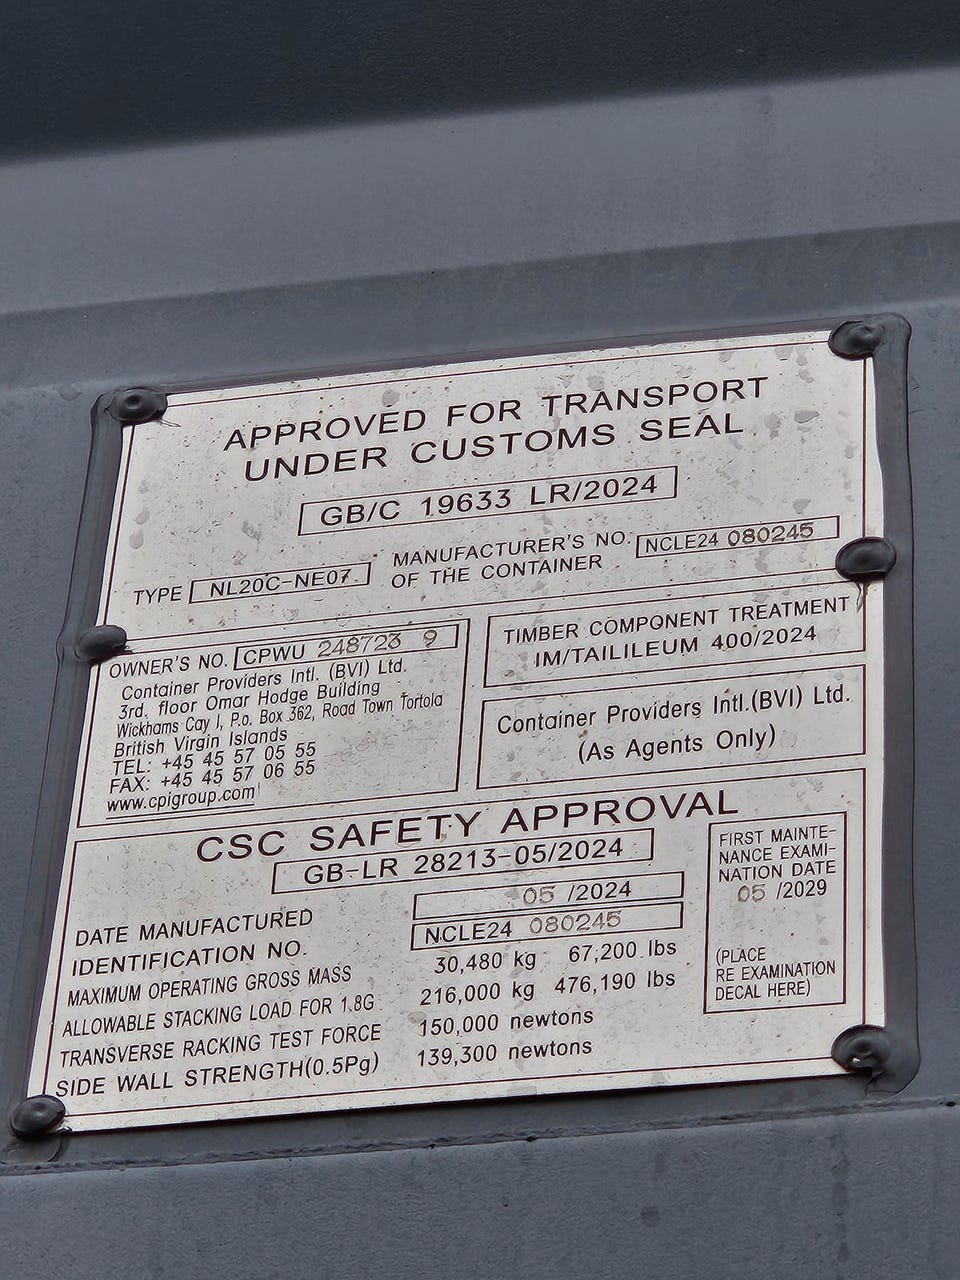 APPROVED FOR TRANSPORT
UNDER CUSTOMS SEAL
GB/C 19633 LR/2024
TYPE NL20C-NE07
MANUFACTURER'S NO.
OF THE CONTAINER
NCLE24 080245
OWNER'S NO. CPWU 248723 9
Container Providers Intl. (BVI) Ltd.
3rd. floor Omar Hodge Building
Wickhams Cay I, P.o. Box 362, Road Town Tortola
British Virgin Islands
TEL: +45 45 57 05 55
FAX: +45 45 57 06 55
www.cpigroup.com
TIMBER COMPONENT TREATMENT
IM/TAILILEUM 400/2024
Container Providers Intl.(BVI) Ltd.
(As Agents Only)
CSC SAFETY APPROVAL
GB-LR 28213-05/2024
DATE MANUFACTURED 05 /2024
IDENTIFICATION NO. NCLE24 080245
MAXIMUM OPERATING GROSS MASS 30,480 kg 67,200 lbs
ALLOWABLE STACKING LOAD FOR 1.8G 216,000 kg 476,190 lbs
TRANSVERSE RACKING TEST FORCE 150,000 newtons
SIDE WALL STRENGTH(0.5Pg) 139,300 newtons
FIRST MAINTE-
NANCE EXAMI-
NATION DATE
05 /2029
(PLACE
RE EXAMINATION
DECAL HERE)